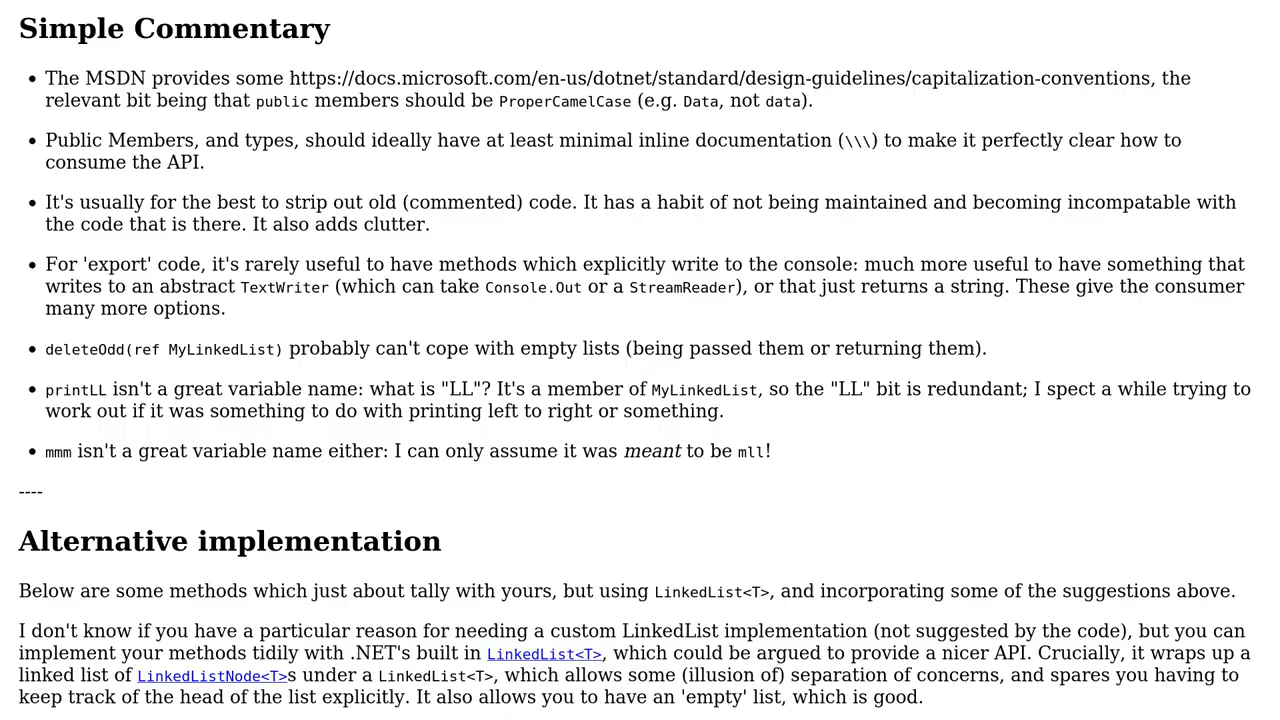 Simple Commentary
• The MSDN provides some https://docs.microsoft.com/en-us/dotnet/standard/design-guidelines/capitalization-conventions, the
relevant bit being that public members should be ProperCamelCase (e.g. Data, not data).
• Public Members, and types, should ideally have at least minimal inline documentation (\\\) to make it perfectly clear how to
consume the API.
• It's usually for the best to strip out old (commented) code. It has a habit of not being maintained and becoming incompatable with
the code that is there. It also adds clutter.
• For 'export' code, it's rarely useful to have methods which explicitly write to the console: much more useful to have something that
writes to an abstract TextWriter (which can take Console.Out or a StreamReader), or that just returns a string. These give the consumer
many more options.
• deleteOdd(ref MyLinkedList) probably can't cope with empty lists (being passed them or returning them).
• printLL isn't a great variable name: what is "LL"? It's a member of MyLinkedList, so the "LL" bit is redundant; I spect a while trying to
work out if it was something to do with printing left to right or something.
• mmm isn't a great variable name either: I can only assume it was meant to be mll!
----
Alternative implementation
Below are some methods which just about tally with yours, but using LinkedList<T>, and incorporating some of the suggestions above.
I don't know if you have a particular reason for needing a custom LinkedList implementation (not suggested by the code), but you can
implement your methods tidily with .NET's built in LinkedList<T>, which could be argued to provide a nicer API. Crucially, it wraps up a
linked list of LinkedListNode<T>s under a LinkedList<T>, which allows some (illusion of) separation of concerns, and spares you having to
keep track of the head of the list explicitly. It also allows you to have an 'empty' list, which is good.